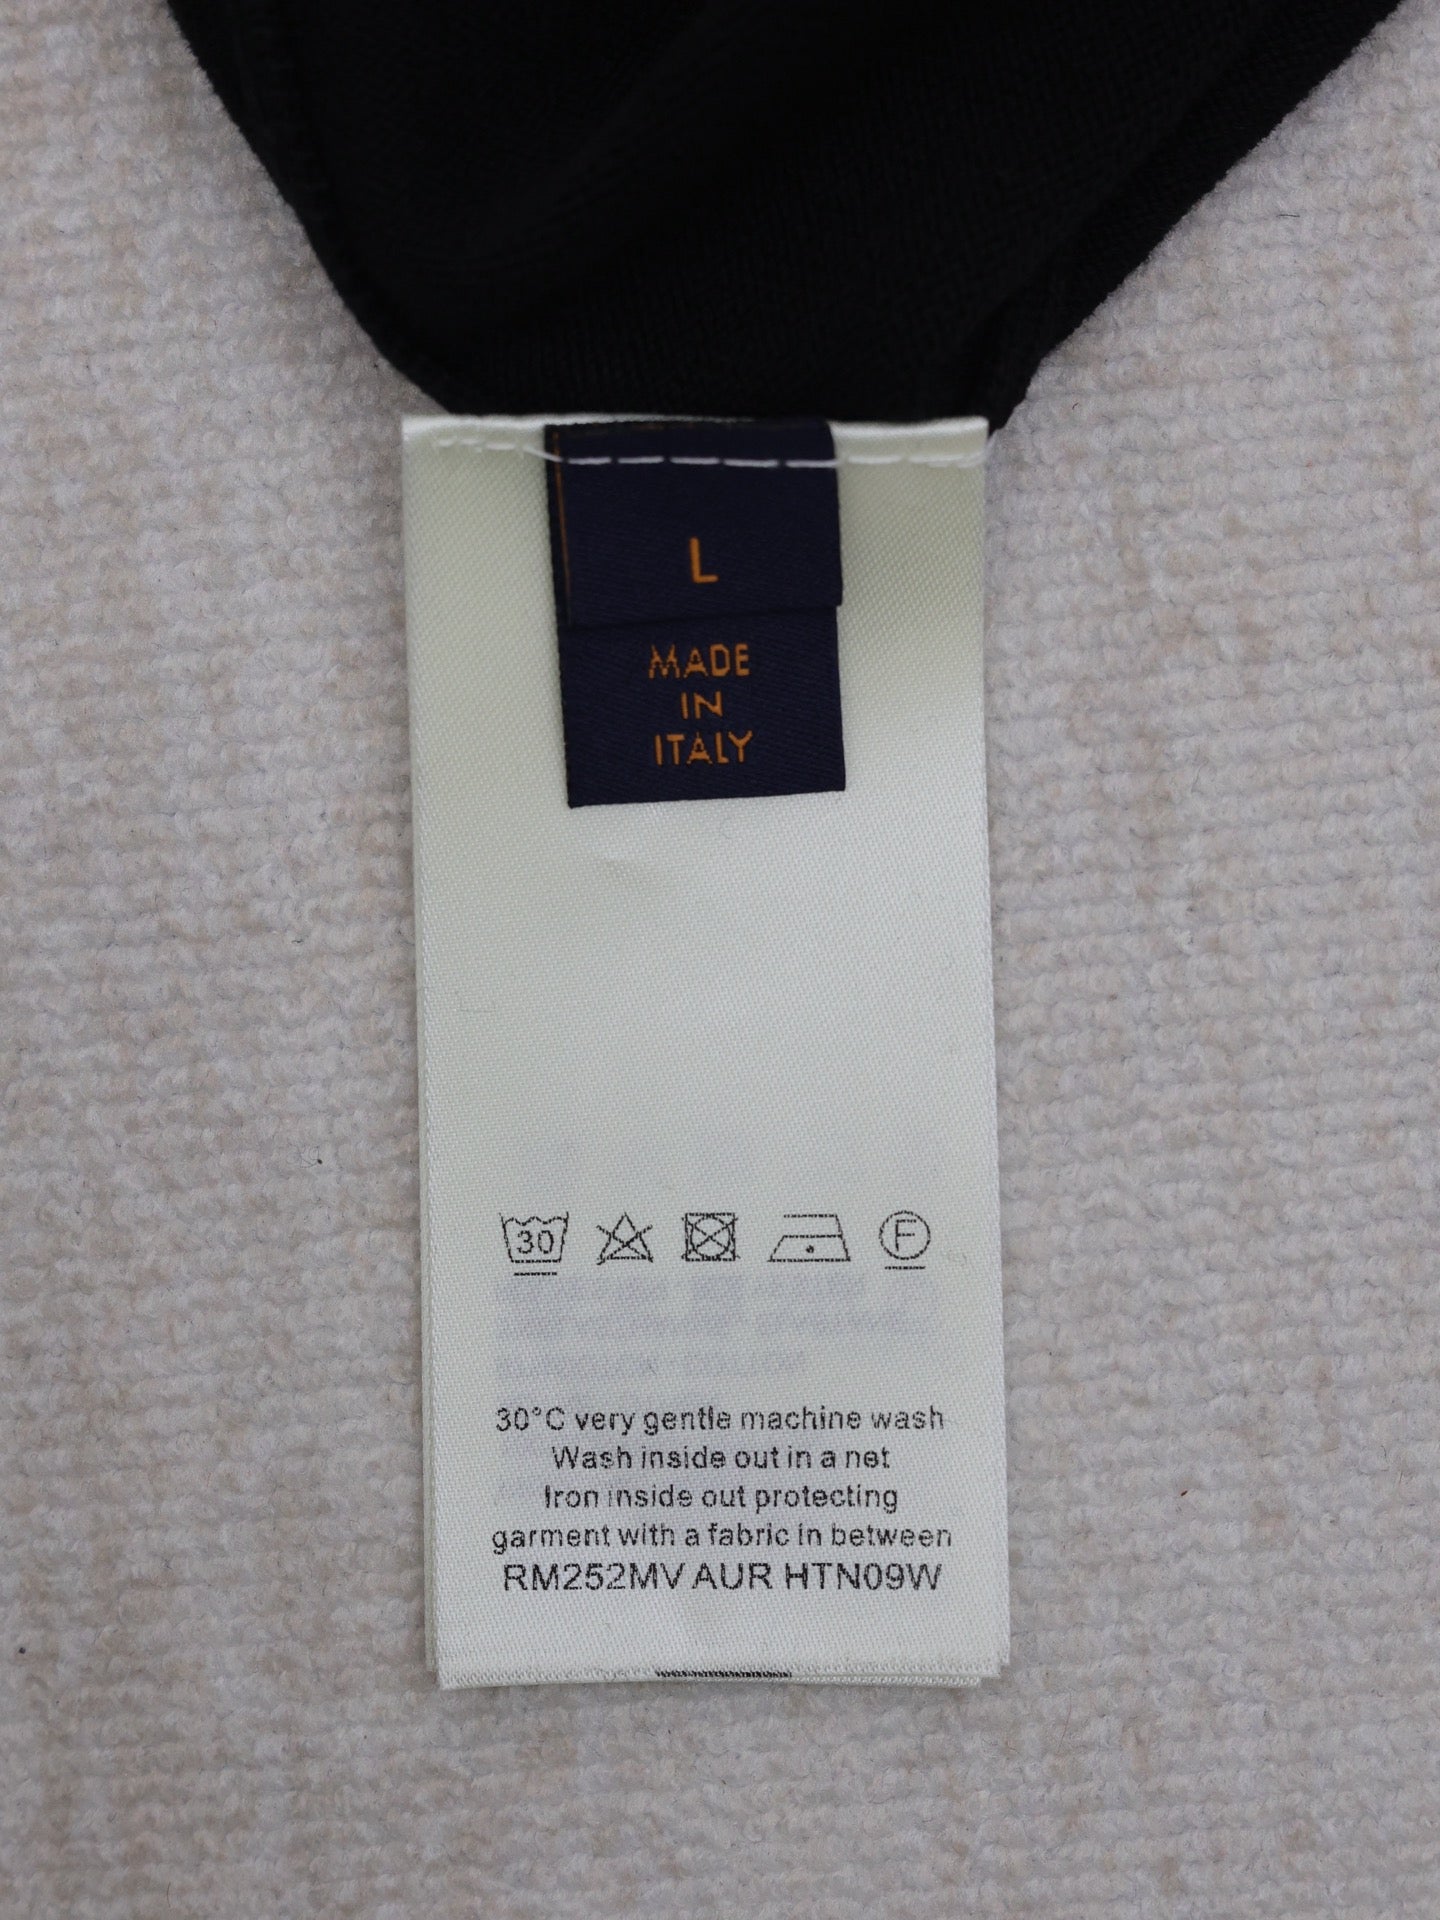 L
MADE
IN
ITALY
30 F
30°C very gentle machine wash
Wash inside out in a net
Iron inside out protecting
garment with a fabric in between
RM252MV AUR HTN09W